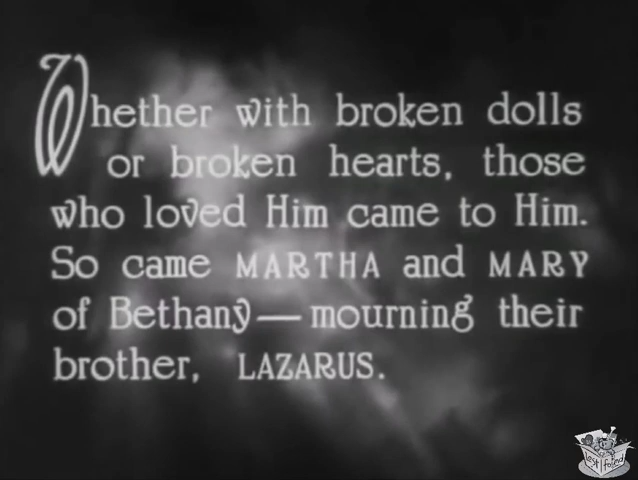 Whether with broken dolls
or broken hearts, those
who loved Him came to Him.
So came MARTHA and MARY
of Bethany — mourning their
brother, LAZARUS.